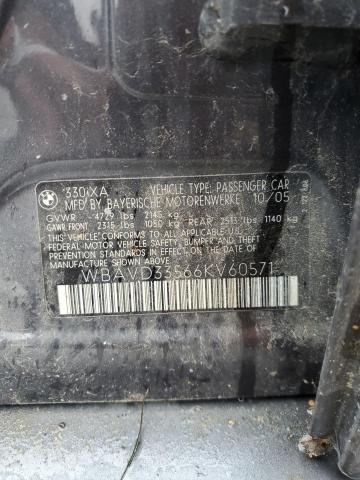 330iXA VEHICLE TYPE: PASSENGER CAR
MFD BY BAYERISCHE MOTORENWERKE 10/05
GVWR 4729 lbs 2145 kg
GAWR FRONT 2315 lbs 1050 kg REAR 2513 lbs 1140 kg
THIS VEHICLE CONFORMS TO ALL APPLICABLE
FEDERAL MOTOR VEHICLE SAFETY, BUMPER, AND THEFT
PREVENTION STANDARDS IN EFFECT ON THE
DATE OF MANUFACTURE SHOWN ABOVE.
WBAVD33566KV60571